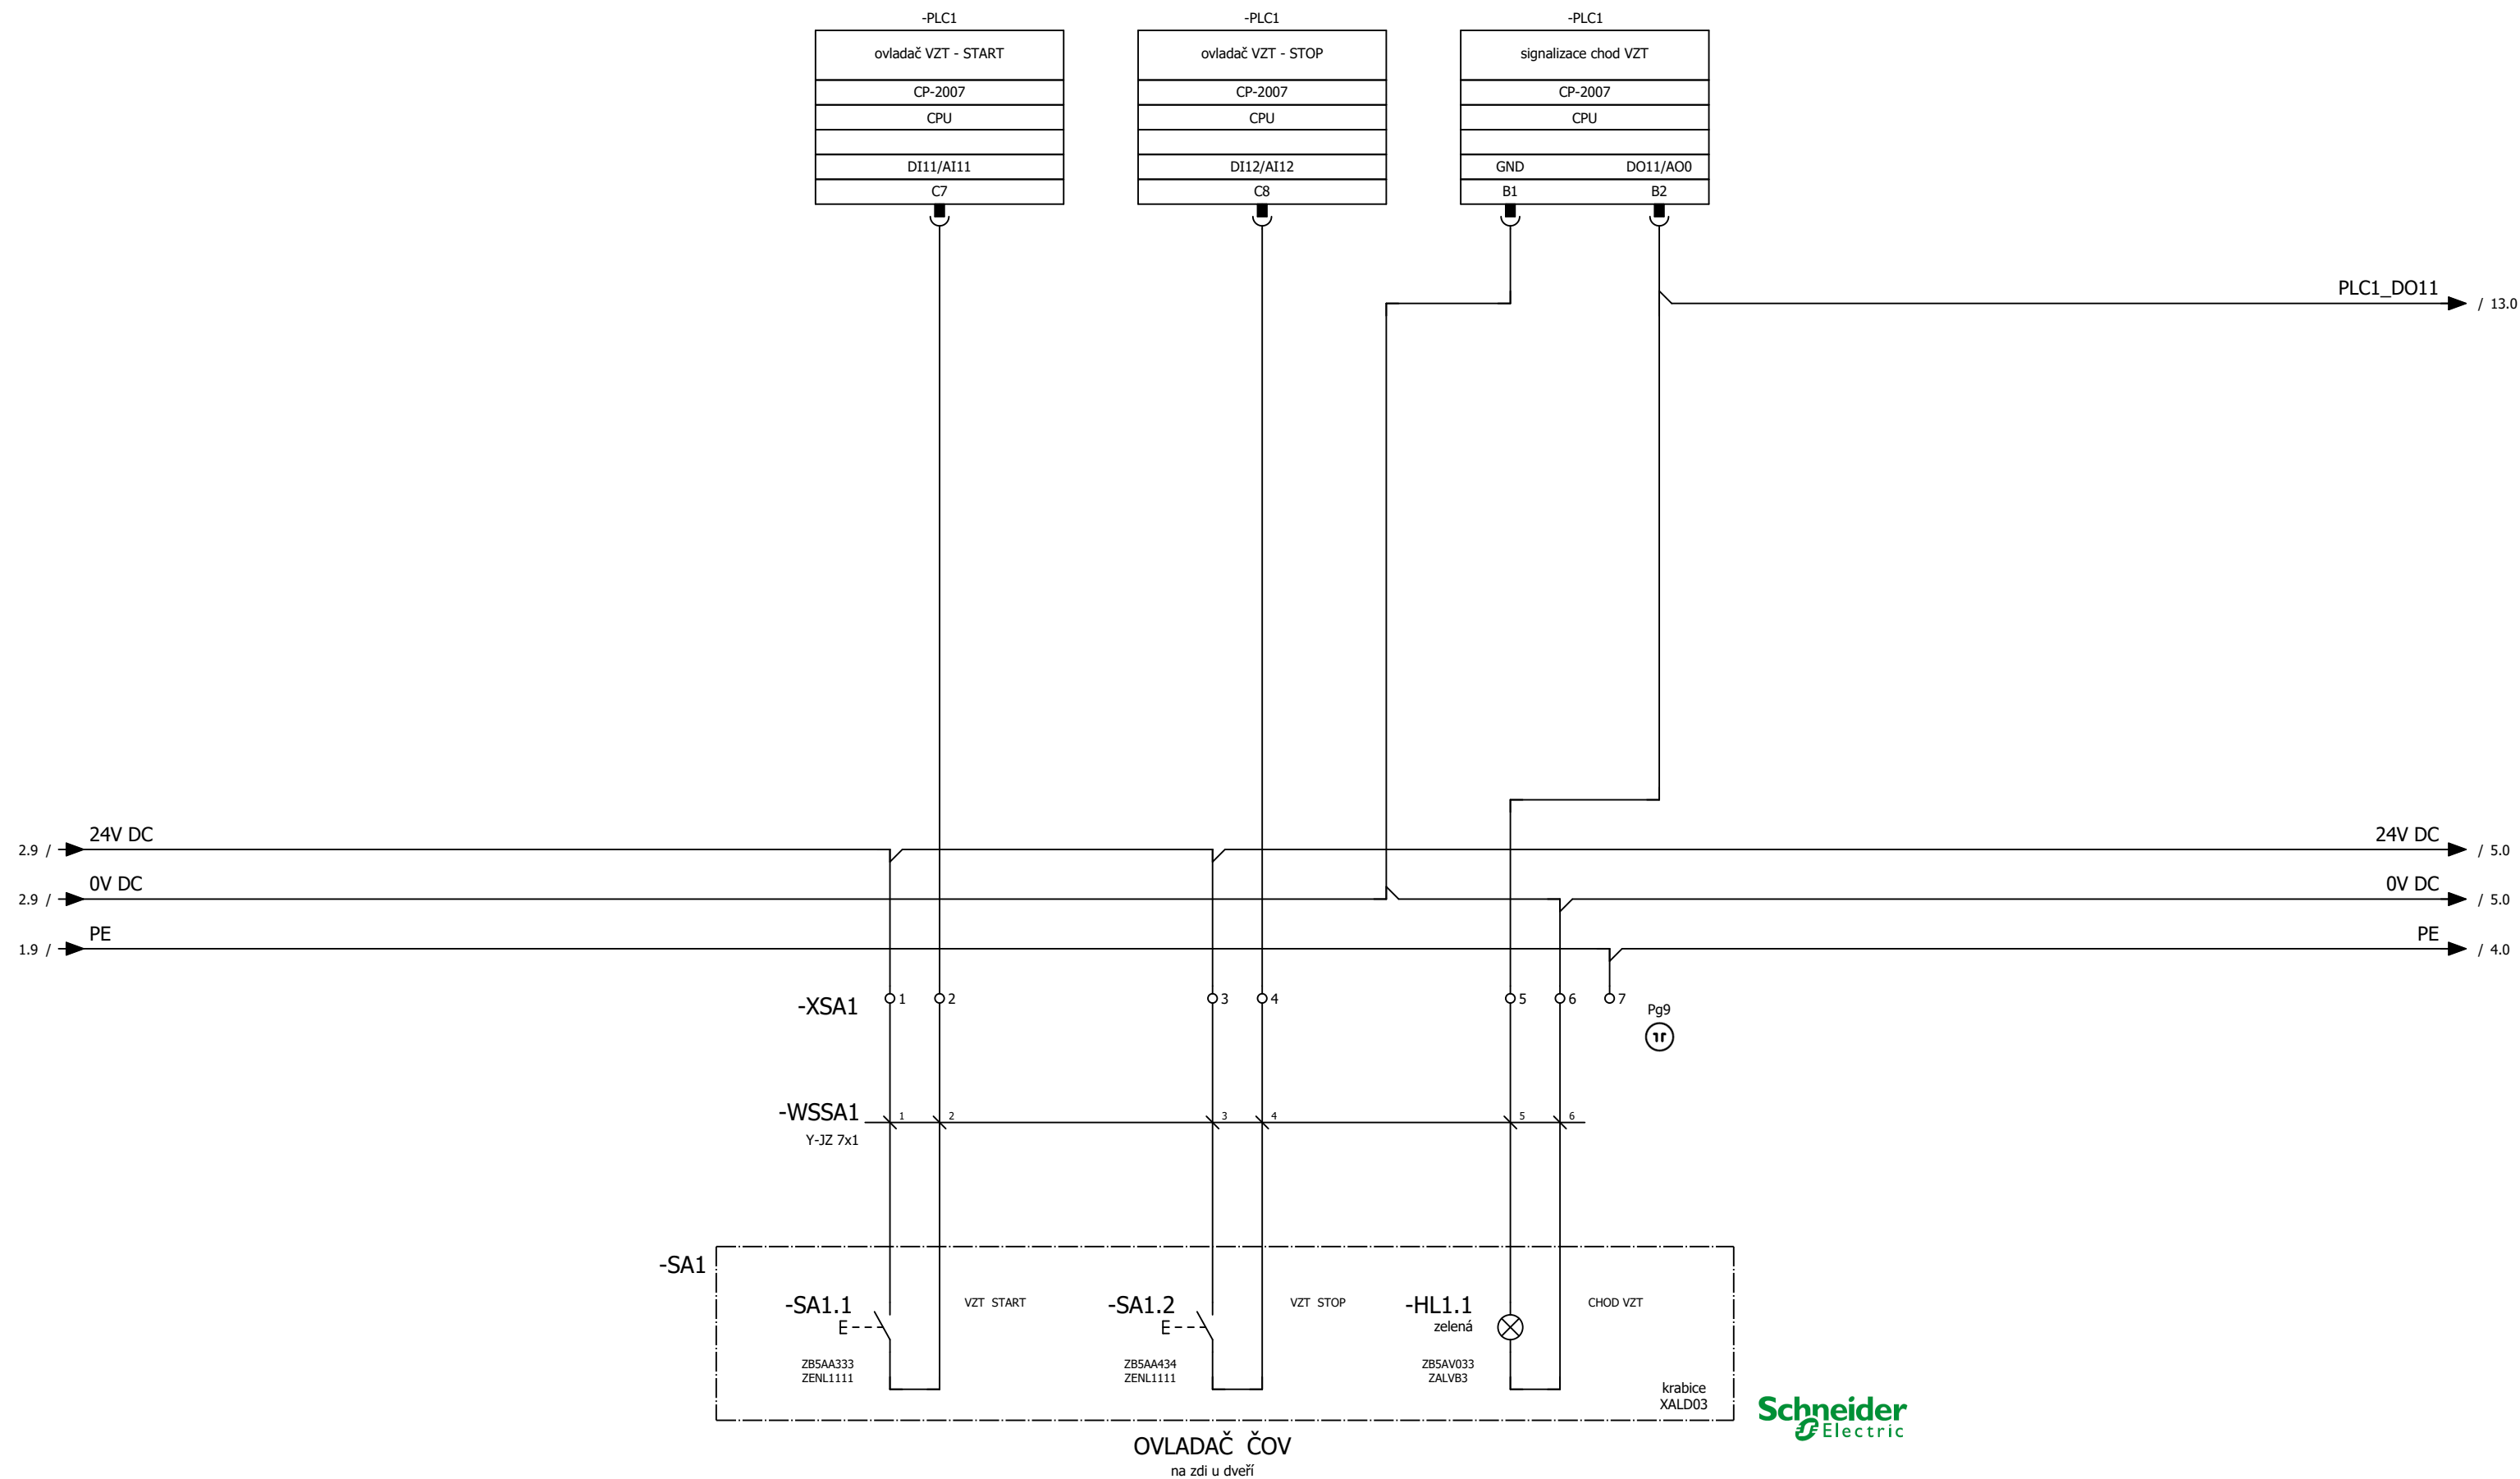 -PLC1
ovladač VZT - START
CP-2007
CPU
DI11/AI11
C7
-PLC1
ovladač VZT - STOP
CP-2007
CPU
DI12/AI12
C8
-PLC1
signalizace chod VZT
CP-2007
CPU
GND DO11/AO0
B1 B2
PLC1_DO11
/ 13.0
24V DC
2.9 /
24V DC
/ 5.0
0V DC
2.9 /
0V DC
/ 5.0
PE
1.9 /
PE
/ 4.0
-XSA1
1 2 3 4 5 6 7
Pg9
-WSSA1
1 2 3 4 5 6
Y-JZ 7x1
-SA1
-SA1.1
VZT START
ZB5AA333
ZENL1111
-SA1.2
VZT STOP
ZB5AA434
ZENL1111
-HL1.1
zelená
CHOD VZT
ZB5AV033
ZALVB3
krabice
XALD03
Schneider
Electric
OVLADAČ ČOV
na zdi u dveří